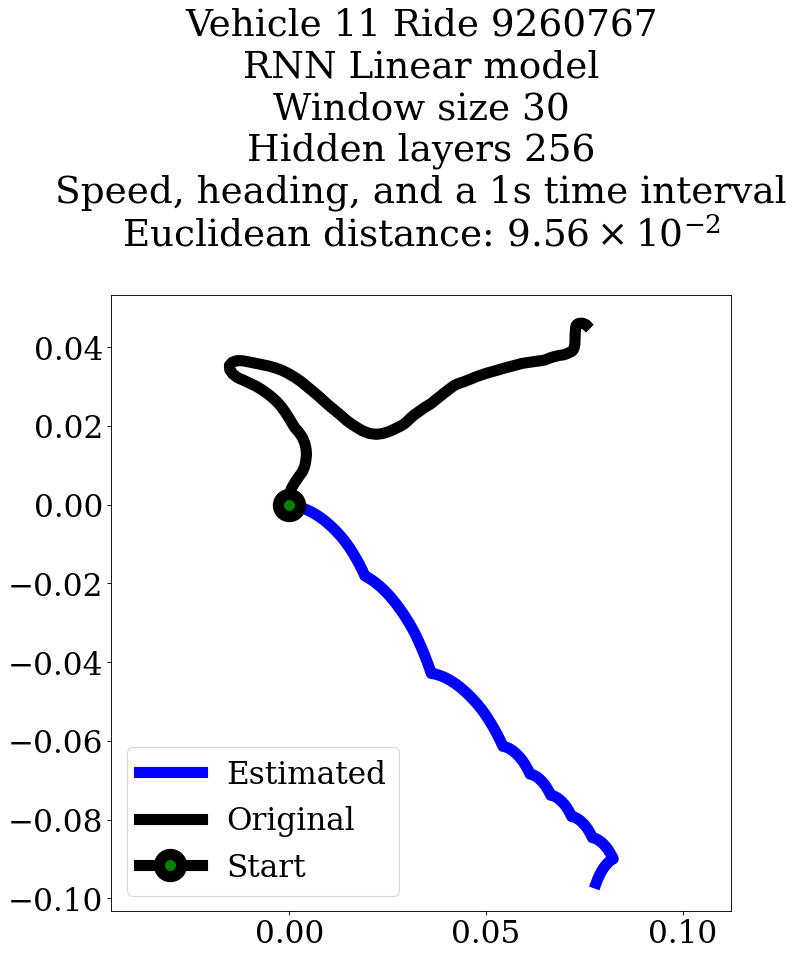 Vehicle 11 Ride 9260767
RNN Linear model
Window size 30
Hidden layers 256
Speed, heading, and a 1s time interval
Euclidean distance: 9.56 × 10⁻²
0.04
0.02
0.00
−0.02
−0.04
−0.06
−0.08
−0.10
Estimated
Original
Start
0.00 0.05 0.10